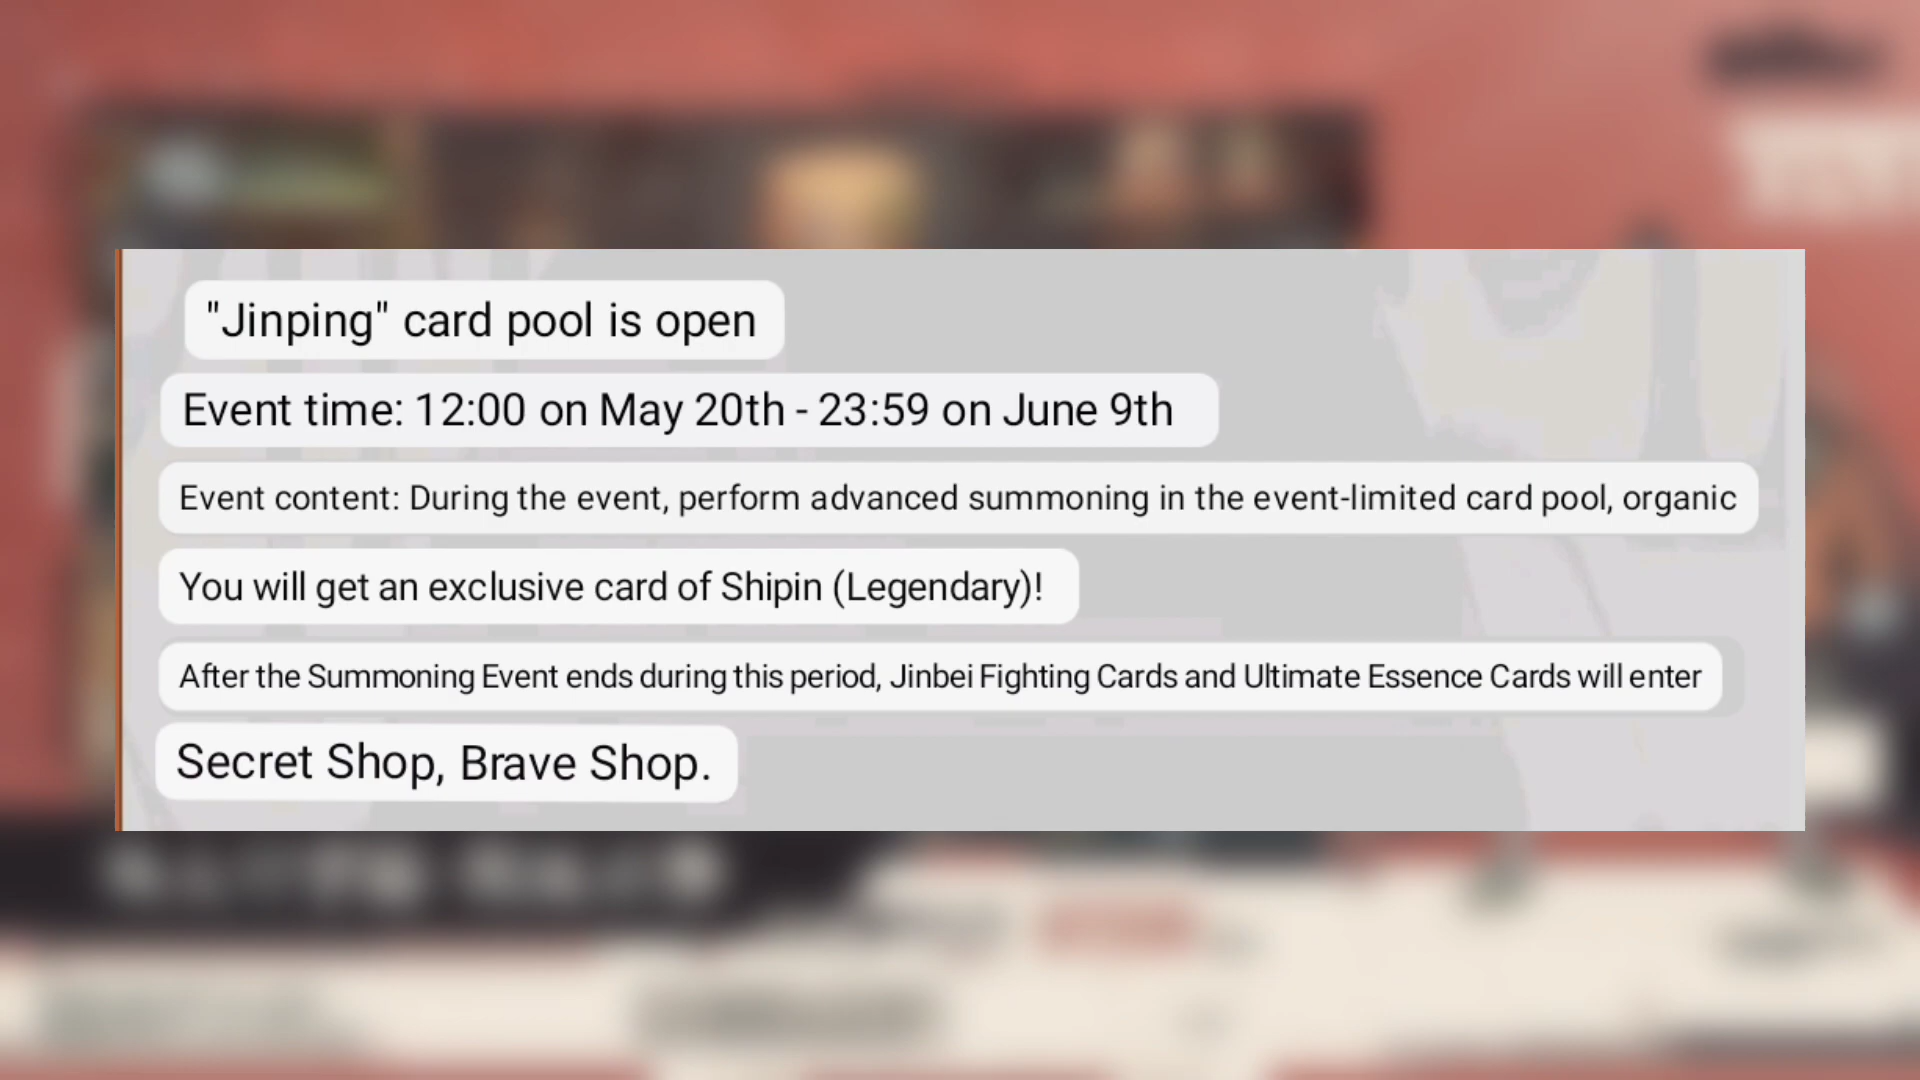 "Jinping" card pool is open
Event time: 12:00 on May 20th - 23:59 on June 9th
Event content: During the event, perform advanced summoning in the event-limited card pool, organic
You will get an exclusive card of Shipin (Legendary)!
After the Summoning Event ends during this period, Jinbei Fighting Cards and Ultimate Essence Cards will enter
Secret Shop, Brave Shop.